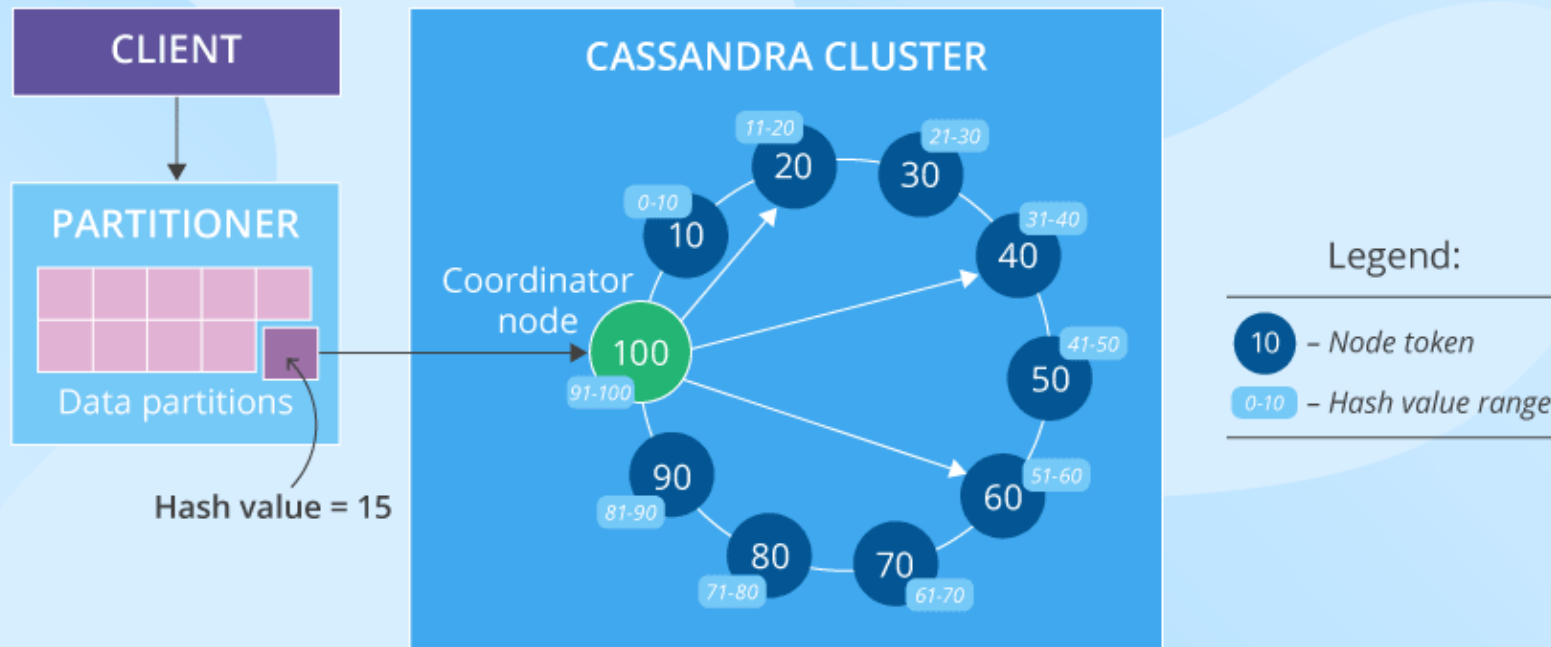 CLIENT
PARTITIONER
Data partitions
Hash value = 15
CASSANDRA CLUSTER
Coordinator
node
100
91-100
10
0-10
20
11-20
30
21-30
40
31-40
50
41-50
60
51-60
70
61-70
80
71-80
90
81-90
Legend:
10 – Node token
0-10 – Hash value range